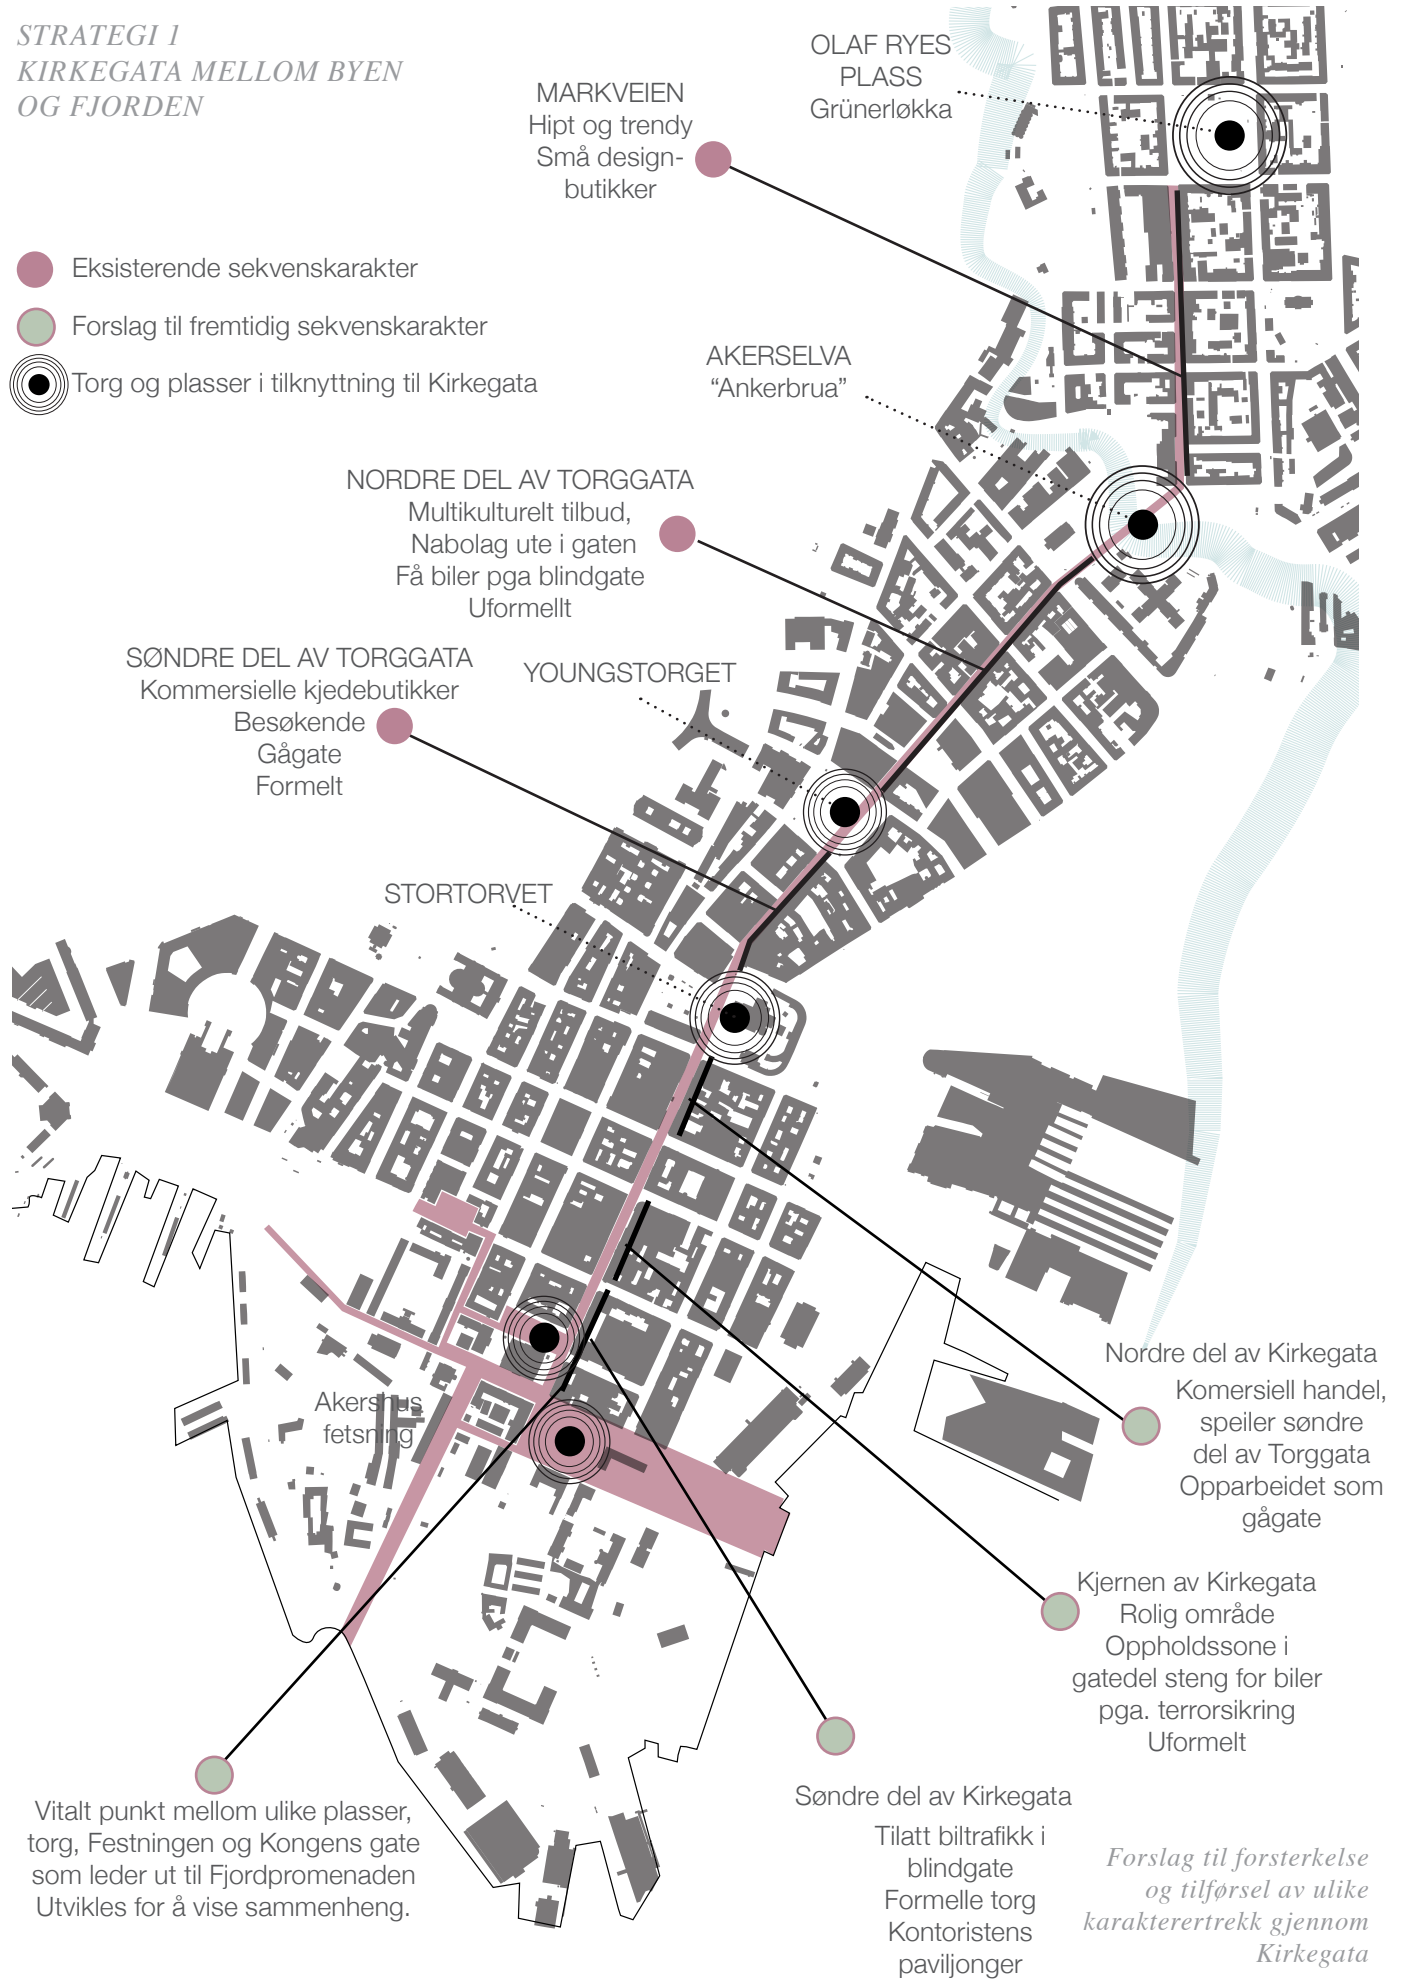 STRATEGI 1
KIRKEGATA MELLOM BYEN
OG FJORDEN
OLAF RYES
PLASS
Grünerløkka
MARKVEIEN
Hipt og trendy
Små design-
butikker
Eksisterende sekvenskarakter
Forslag til fremtidig sekvenskarakter
Torg og plasser i tilknyttning til Kirkegata
AKERSELVA
“Ankerbrua”
NORDRE DEL AV TORGGATA
Multikulturelt tilbud,
Nabolag ute i gaten
Få biler pga blindgate
Uformellt
SØNDRE DEL AV TORGGATA
Kommersielle kjedebutikker
Besøkende
Gågate
Formelt
YOUNGSTORGET
STORTORVET
Akershus
fetsning
Nordre del av Kirkegata
Komersiell handel,
speiler søndre
del av Torggata
Opparbeidet som
gågate
Kjernen av Kirkegata
Rolig område
Oppholdssone i
gatedel steng for biler
pga. terrorsikring
Uformelt
Søndre del av Kirkegata
Tilatt biltrafikk i
blindgate
Formelle torg
Kontoristens
paviljonger
Vitalt punkt mellom ulike plasser,
torg, Festningen og Kongens gate
som leder ut til Fjordpromenaden
Utvikles for å vise sammenheng.
Forslag til forsterkelse
og tilførsel av ulike
karakterertrekk gjennom
Kirkegata